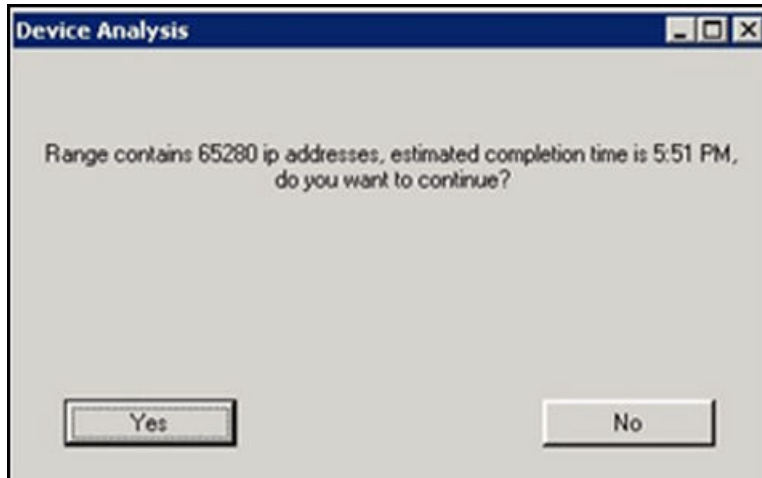 Device Analysis
Range contains 65280 ip addresses, estimated completion time is 5:51 PM,
do you want to continue?
Yes
No